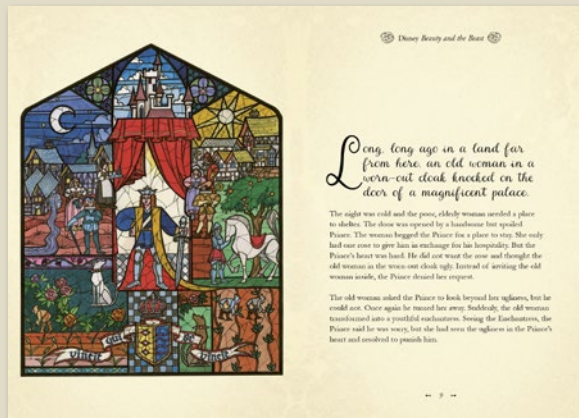 Disney Beauty and the Beast
Long, long ago in a land far
from here, an old woman in a
worn-out cloak knocked on the
door of a magnificent palace.
The night was cold and the poor, elderly woman needed a place
to shelter. The door was opened by a handsome but spoiled
Prince. The woman begged the Prince for a place to stay. She only
had one rose to give him in exchange for his hospitality. But the
Prince's heart was hard. He did not want the rose and thought the
old woman in the worn-out cloak ugly. Instead of inviting the old
woman inside, the Prince denied her request.
The old woman asked the Prince to look beyond her ugliness, but he
could not. Once again he turned her away. Suddenly, the old woman
transformed into a youthful enchantress. Seeing the Enchantress, the
Prince said he was sorry, but she had seen the ugliness in the Prince's
heart and resolved to punish him.
vincit qui se vincit
9